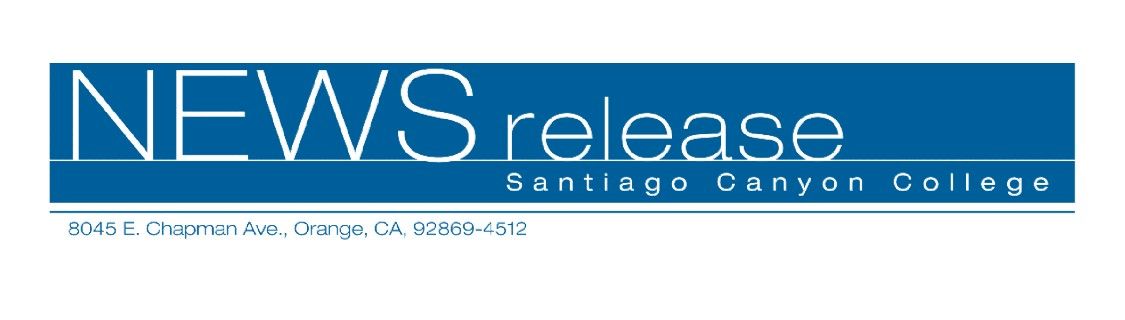 NEWS release
Santiago Canyon College
8045 E. Chapman Ave., Orange, CA, 92869-4512